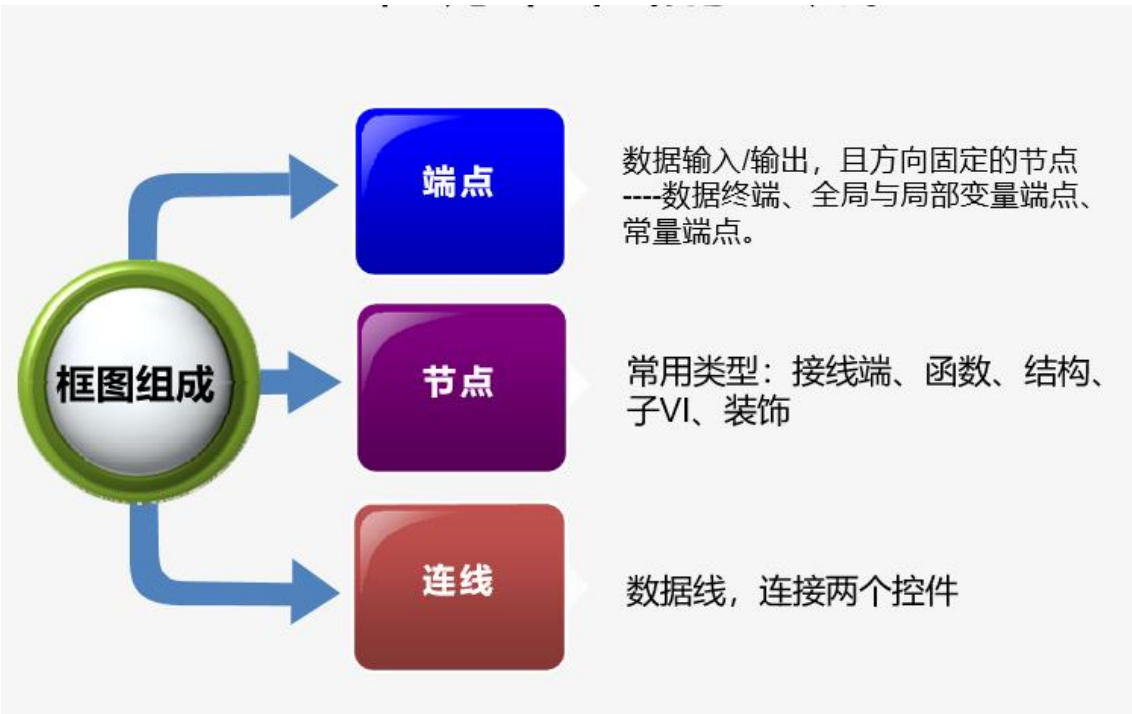 端点
数据输入/输出，且方向固定的节点
----数据终端、全局与局部变量端点、
常量端点。
框图组成
节点
常用类型：接线端、函数、结构、
子VI、装饰
连线
数据线，连接两个控件